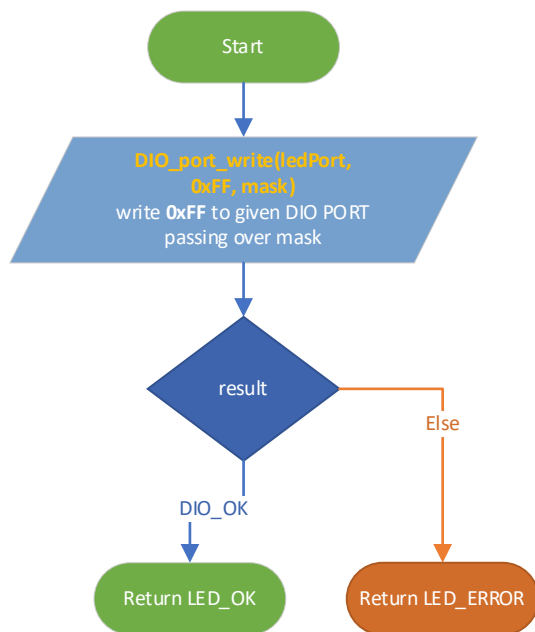 Start
DIO_port_write(ledPort,
0xFF, mask)
write 0xFF to given DIO PORT
passing over mask
result
Else
DIO_OK
Return LED_OK
Return LED_ERROR